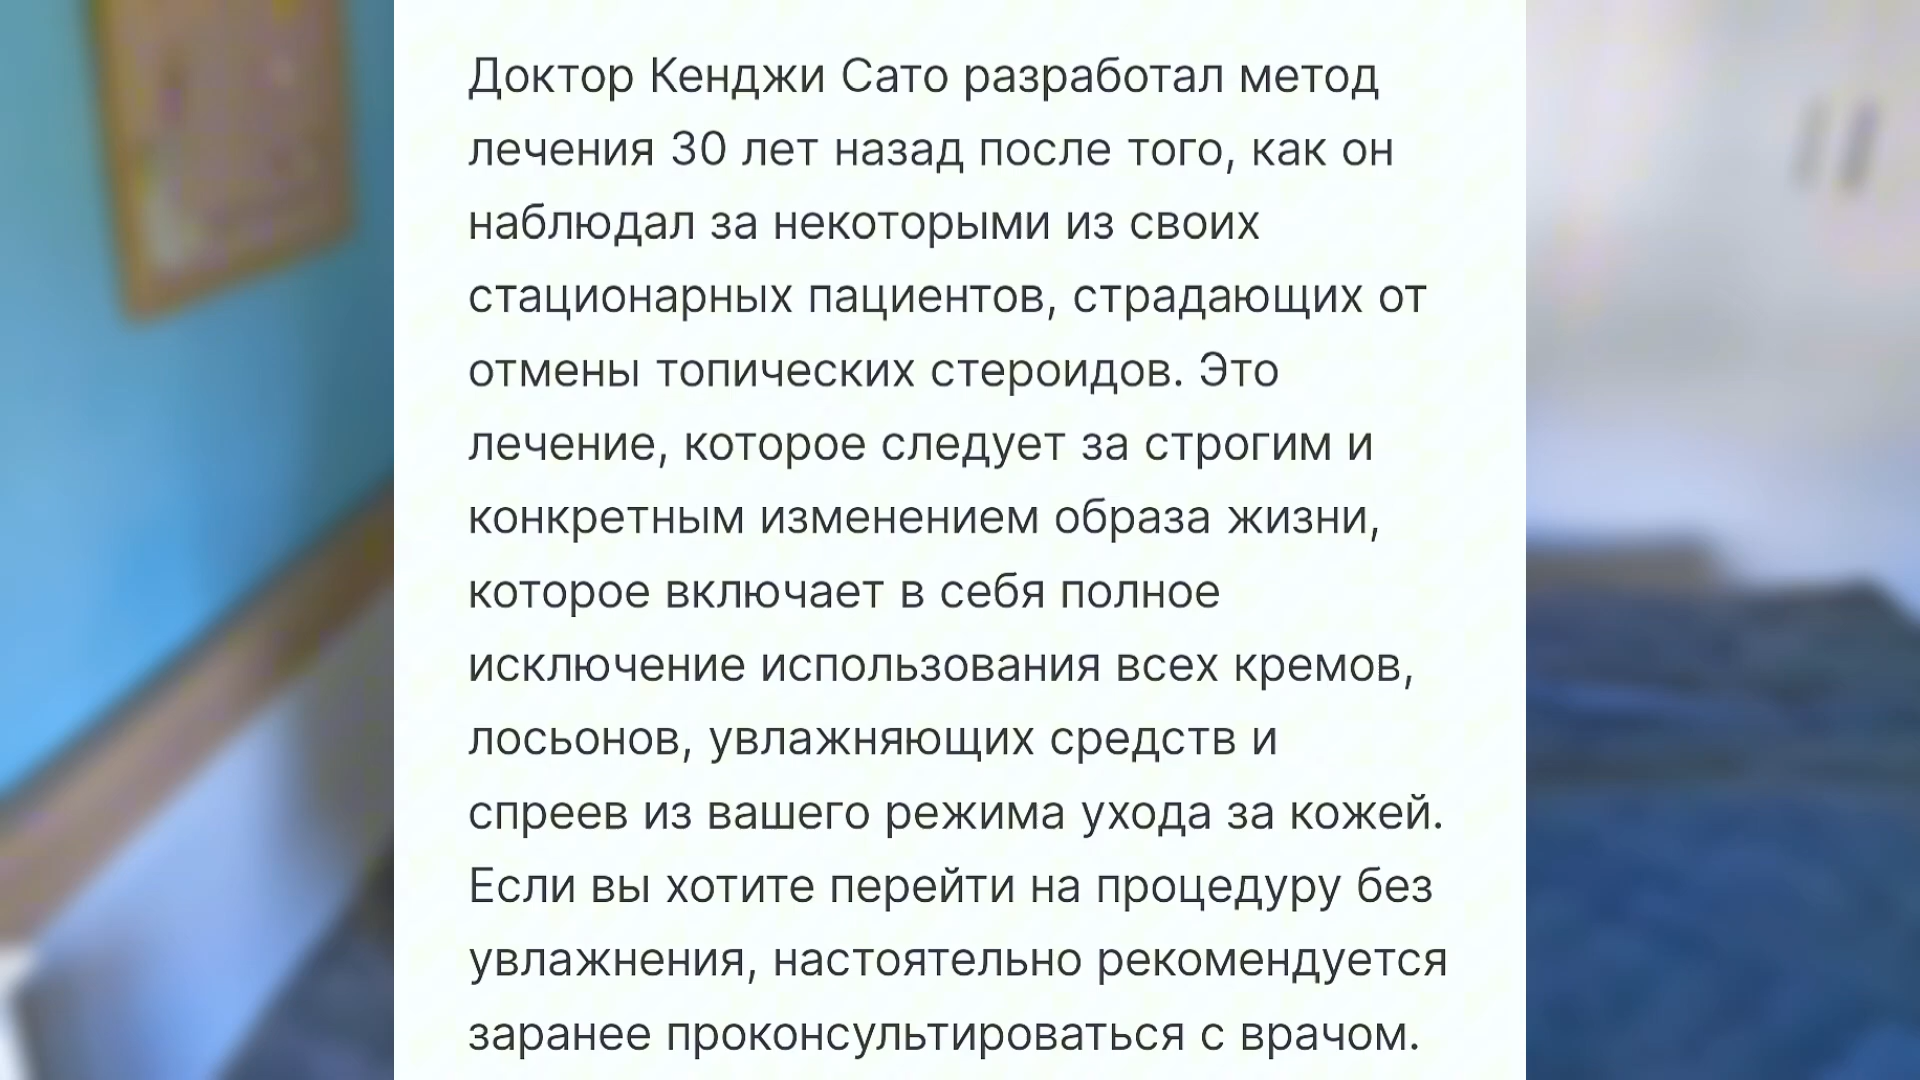 Доктор Кенджи Сато разработал метод
лечения 30 лет назад после того, как он
наблюдал за некоторыми из своих
стационарных пациентов, страдающих от
отмены топических стероидов. Это
лечение, которое следует за строгим и
конкретным изменением образа жизни,
которое включает в себя полное
исключение использования всех кремов,
лосьонов, увлажняющих средств и
спреев из вашего режима ухода за кожей.
Если вы хотите перейти на процедуру без
увлажнения, настоятельно рекомендуется
заранее проконсультироваться с врачом.